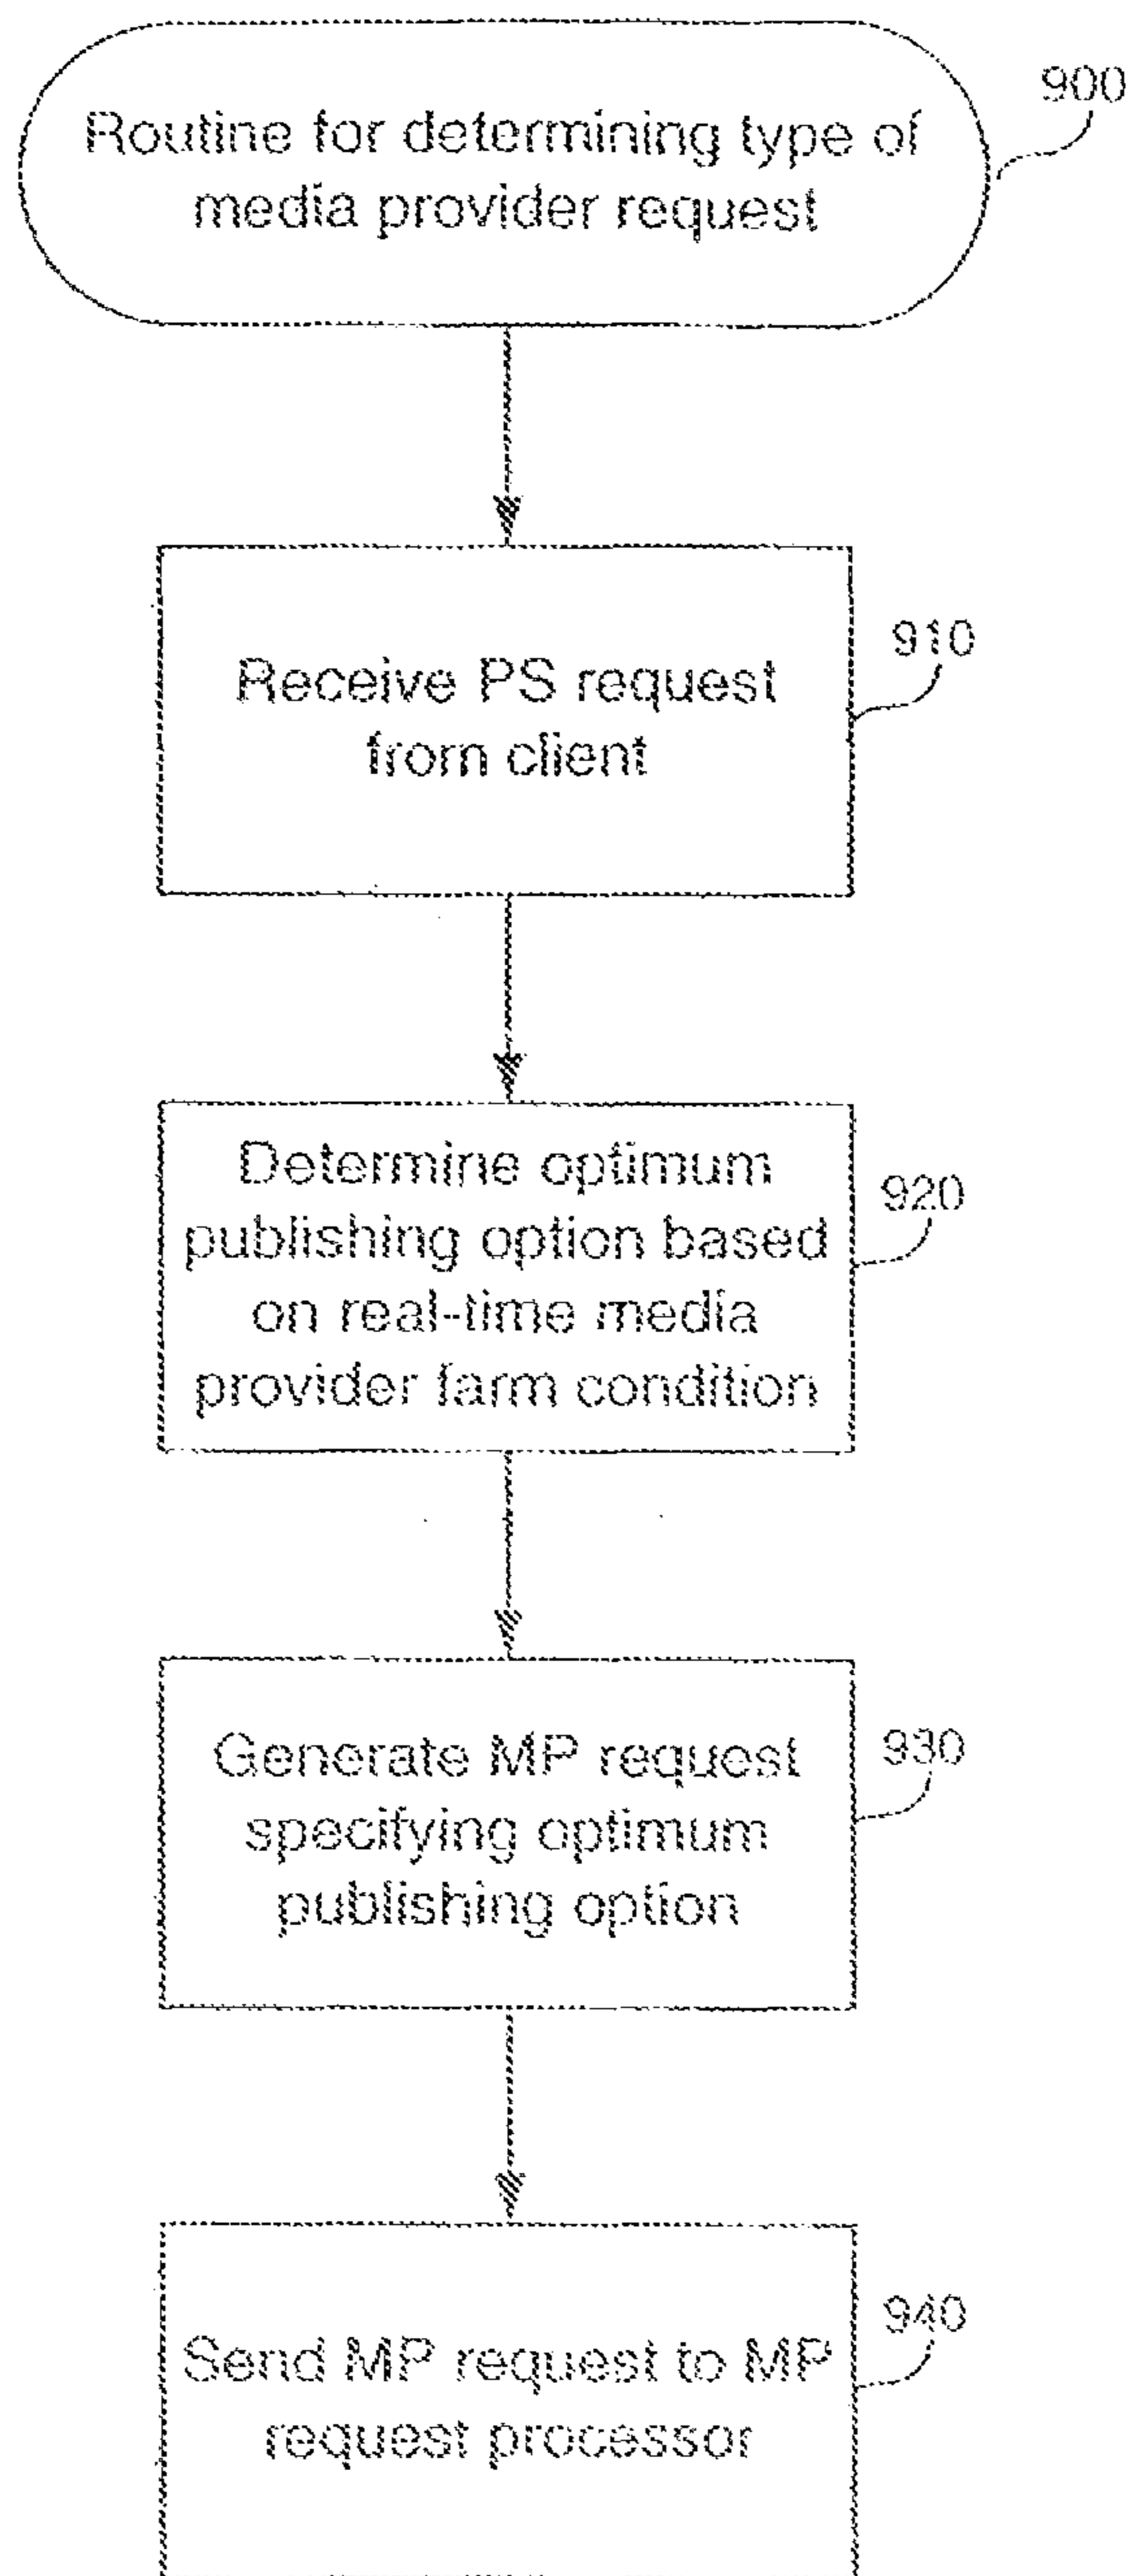 Routine for determining type of
media provider request
900
Receive PS request
from client
910
Determine optimum
publishing option based
on real-time media
provider farm condition
920
Generate MP request
specifying optimum
publishing option
930
Send MP request to MP
request processor
940